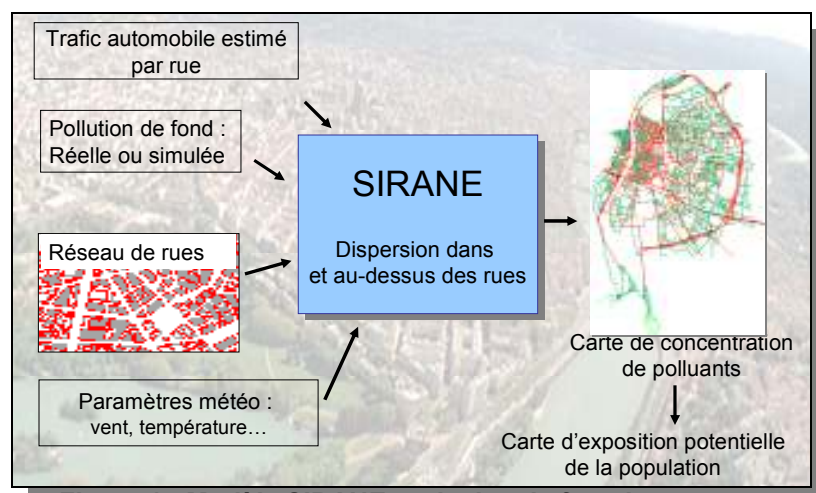 Trafic automobile estimé
par rue
Pollution de fond :
Réelle ou simulée
Réseau de rues
Paramètres météo :
vent, température…
SIRANE
Dispersion dans
et au-dessus des rues
Carte de concentration
de polluants
Carte d’exposition potentielle
de la population